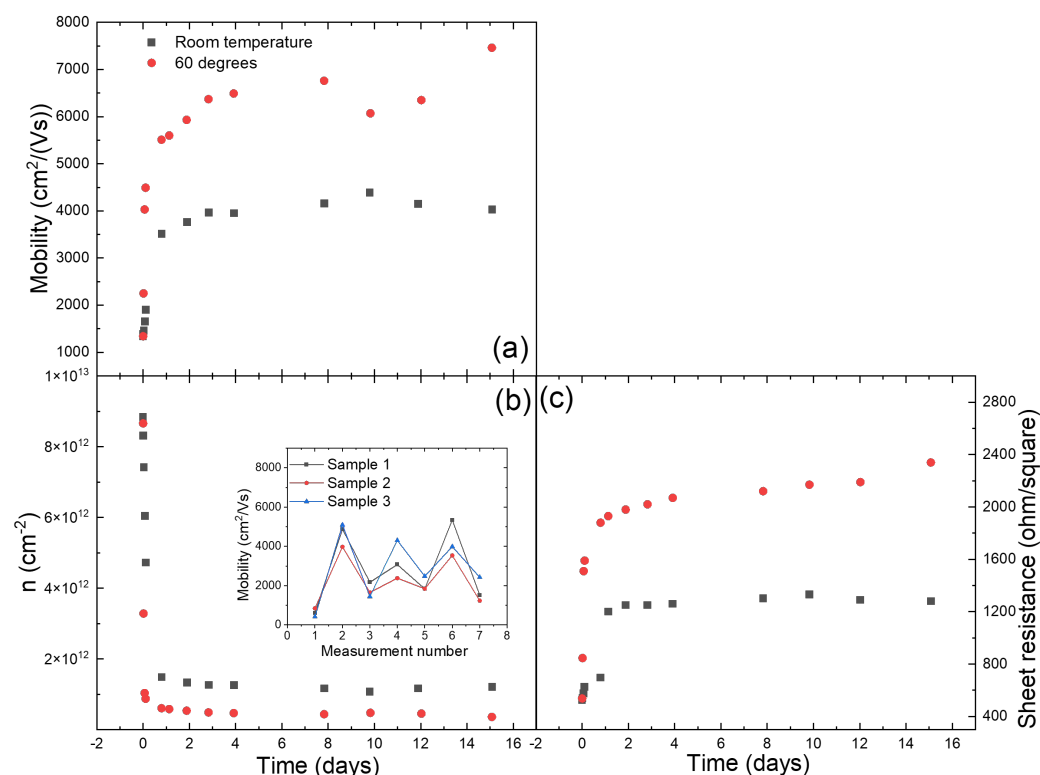 8000
7000
6000
5000
4000
3000
2000
1000
Mobility (cm²/(Vs))
Room temperature
60 degrees
(a)
1×10¹³
8×10¹²
6×10¹²
4×10¹²
2×10¹²
n (cm⁻²)
(b)
Sample 1
Sample 2
Sample 3
8000
6000
4000
2000
0
Mobility (cm²/Vs)
0 1 2 3 4 5 6 7 8
Measurement number
-2 0 2 4 6 8 10 12 14 16
Time (days)
(c)
2800
2400
2000
1600
1200
800
400
Sheet resistance (ohm/square)
-2 0 2 4 6 8 10 12 14 16
Time (days)